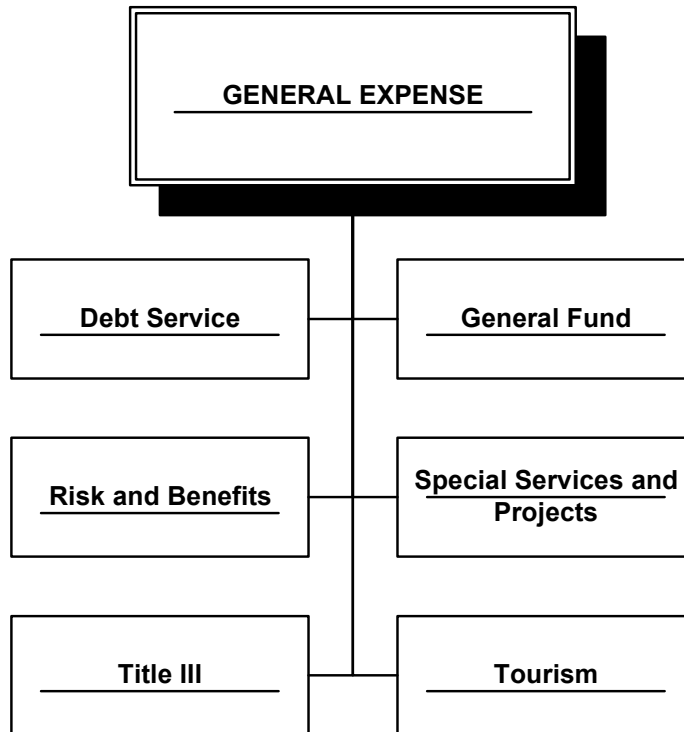 GENERAL EXPENSE
Debt Service
General Fund
Risk and Benefits
Special Services and
Projects
Title III
Tourism